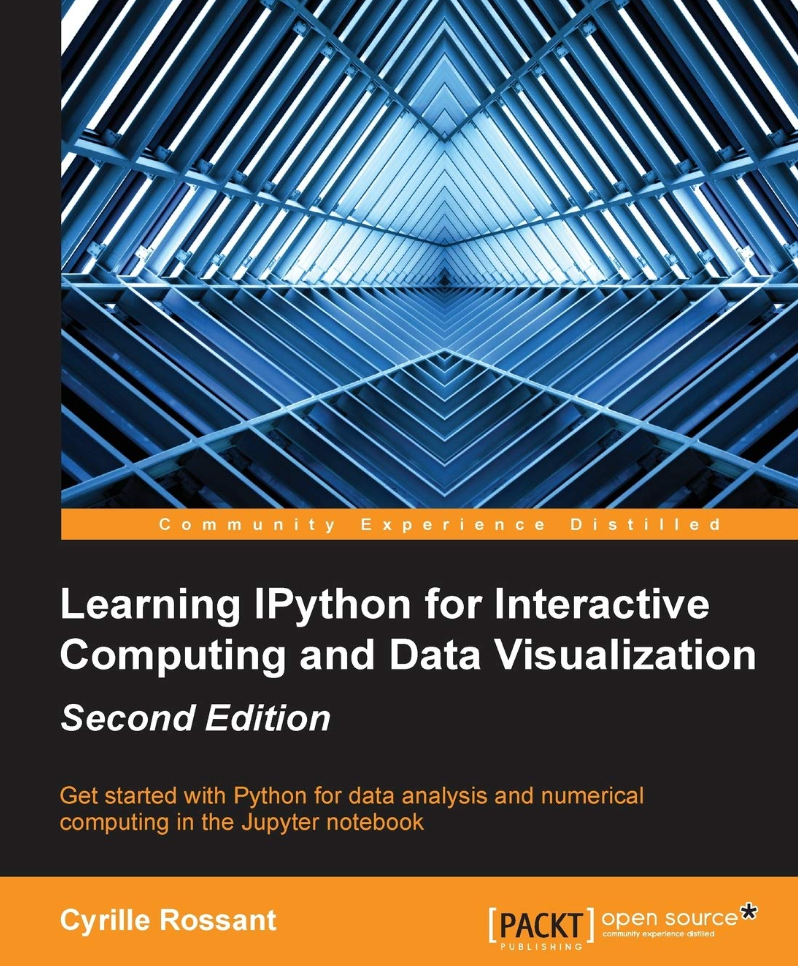 Community Experience Distilled
Learning IPython for Interactive
Computing and Data Visualization
Second Edition
Get started with Python for data analysis and numerical
computing in the Jupyter notebook
Cyrille Rossant
[PACKT] open source*
PUBLISHING community experience distilled